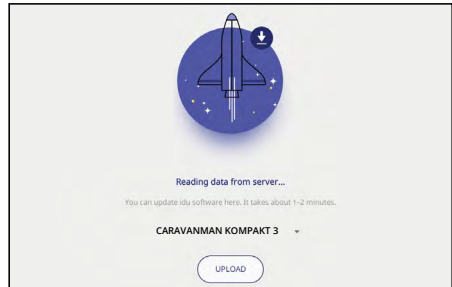 Reading data from server...
You can update idu software here. It takes about 1-2 minutes.
CARAVANMAN KOMPAKT 3
UPLOAD